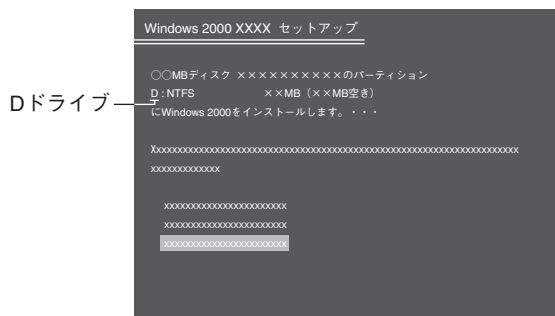 Windows 2000 XXXX セットアップ
○○MBディスク ××××××××××のパーティション
Dドライブ
D : NTFS ××MB（××MB空き）
にWindows 2000をインストールします。・・・
Xxxxxxxxxxxxxxxxxxxxxxxxxxxxxxxxxxxxxxxxxxxxxxxxxxxxxxxxxxxxxxxxxxxxxx
xxxxxxxxxxxxx
xxxxxxxxxxxxxxxxxxxxxxx
xxxxxxxxxxxxxxxxxxxxxxx
xxxxxxxxxxxxxxxxxxxxxxx